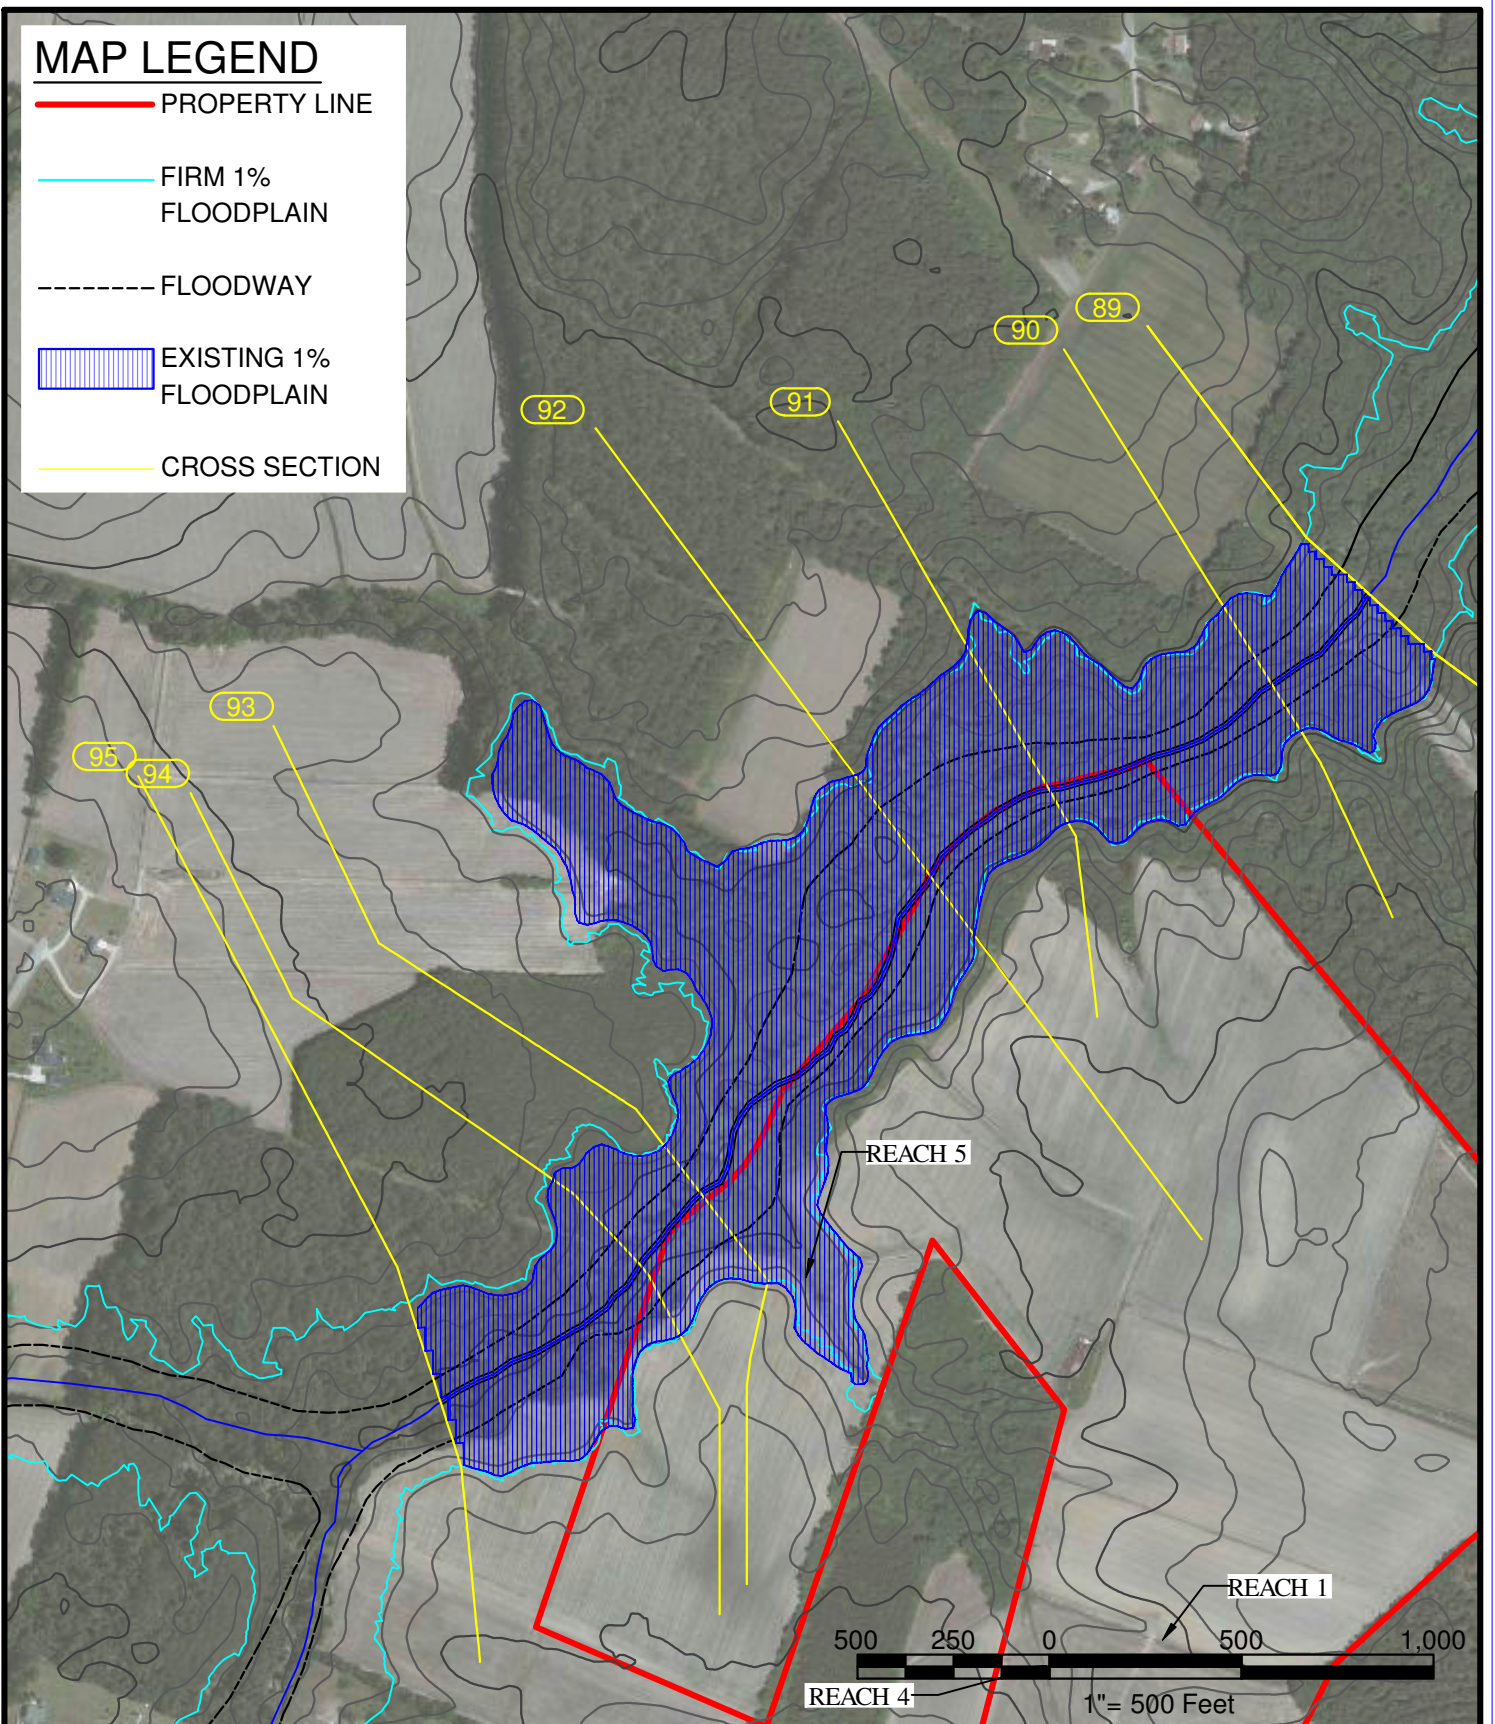 MAP LEGEND
PROPERTY LINE
FIRM 1%
FLOODPLAIN
FLOODWAY
EXISTING 1%
FLOODPLAIN
CROSS SECTION
89
90
91
92
93
95
94
REACH 5
REACH 1
500 250 0 500 1,000
REACH 4
1"= 500 Feet